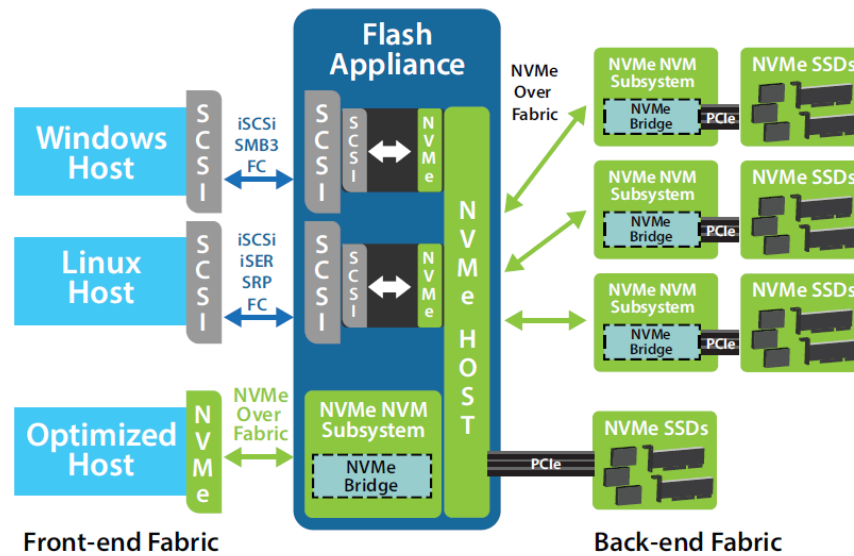 Flash
Appliance
Windows
Host
SCSI
iSCSi
SMB3
FC
SCSI
SCSI
NVMe
Linux
Host
SCSI
iSCSi
iSER
SRP
FC
SCSI
SCSI
NVMe
Optimized
Host
NVMe
NVMe
Over
Fabric
NVMe NVM
Subsystem
NVMe
Bridge
NVMe HOST
NVMe
Over
Fabric
NVMe NVM
Subsystem
NVMe
Bridge
PCIe
NVMe SSDs
NVMe NVM
Subsystem
NVMe
Bridge
PCIe
NVMe SSDs
NVMe NVM
Subsystem
NVMe
Bridge
PCIe
NVMe SSDs
PCIe
NVMe SSDs
Front-end Fabric
Back-end Fabric